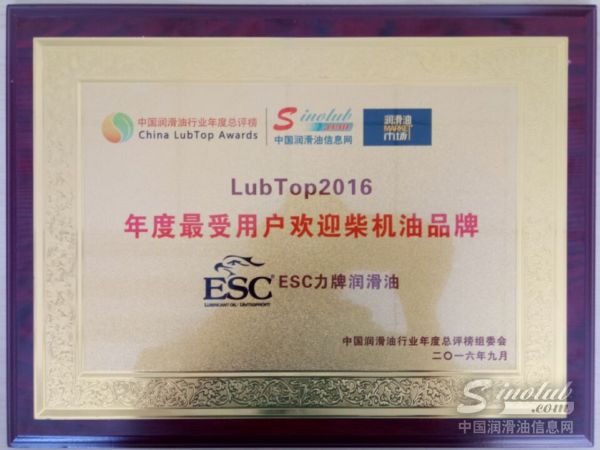 中国润滑油行业年度总评榜
China LubTop Awards
Sinolub
.com
中国润滑油信息网
润滑油
MARKET
市场
LubTop2016
年度最受用户欢迎柴机油品牌
ESC®
LUBRICANT OIL
ESC力牌润滑油
中国润滑油行业年度总评榜组委会
二〇一六年九月
Sinolub
.com
中国润滑油信息网